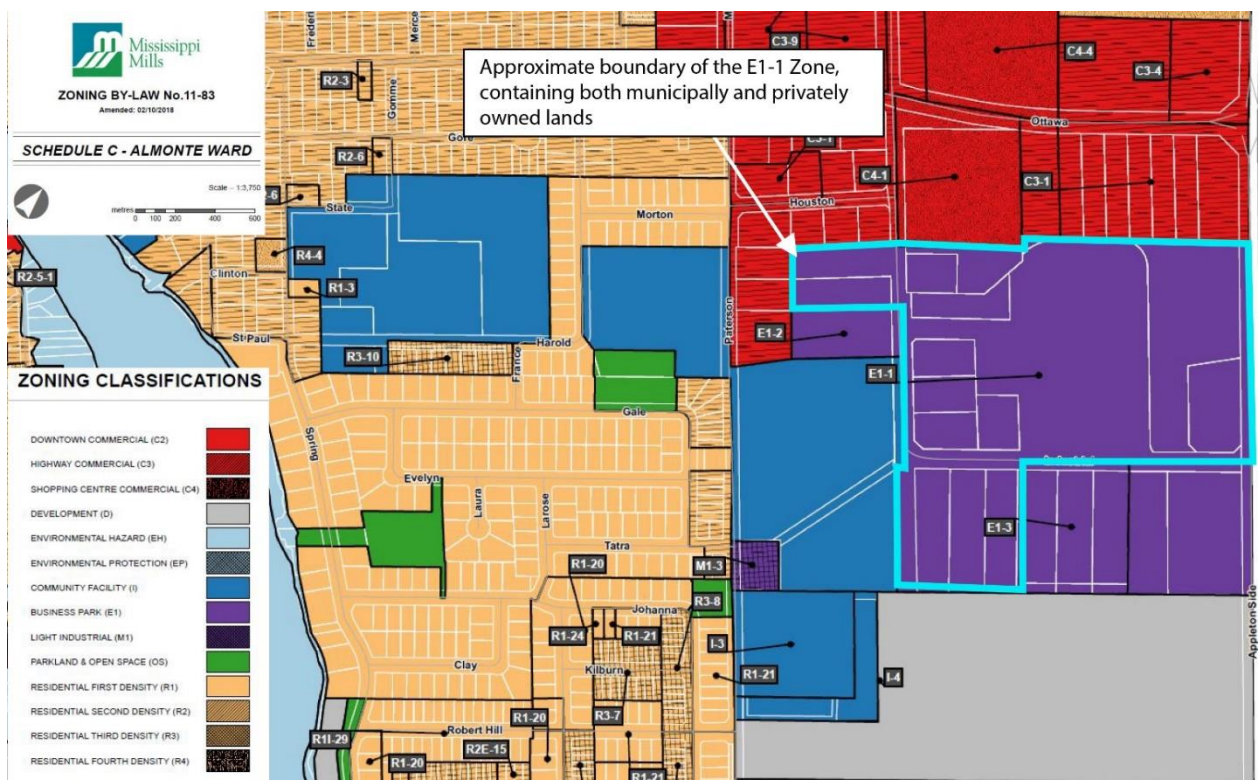 Mississippi
Mills
ZONING BY-LAW No.11-83
Amended: 02/10/2018
SCHEDULE C - ALMONTE WARD
Scale - 1:3,750
metres
0 100 200 400 600
Approximate boundary of the E1-1 Zone,
containing both municipally and privately
owned lands
C3-9
C4-4
C3-4
R2-3
Gomme
Gore
Ottawa
R2-6
C4-1
C3-1
Houston
State
Morton
R4-4
Clinton
R1-3
R2-5-1
St Paul
Harold
R3-10
France
Paterson
E1-2
E1-1
Gale
ZONING CLASSIFICATIONS
DOWNTOWN COMMERCIAL (C2)
HIGHWAY COMMERCIAL (C3)
SHOPPING CENTRE COMMERCIAL (C4)
DEVELOPMENT (D)
ENVIRONMENTAL HAZARD (EH)
ENVIRONMENTAL PROTECTION (EP)
COMMUNITY FACILITY (I)
BUSINESS PARK (E1)
LIGHT INDUSTRIAL (M1)
PARKLAND & OPEN SPACE (OS)
RESIDENTIAL FIRST DENSITY (R1)
RESIDENTIAL SECOND DENSITY (R2)
RESIDENTIAL THIRD DENSITY (R3)
RESIDENTIAL FOURTH DENSITY (R4)
Spring
Evelyn
Laura
Larose
Tatra
E1-3
M1-3
R1-20
R3-8
Johanna
R1-24
R1-21
I-3
Clay
Kilburn
R1-21
I-4
Appleton Side
R1-20
R3-7
R1I-29
Robert Hill
R2E-15
R1-20
R1-21